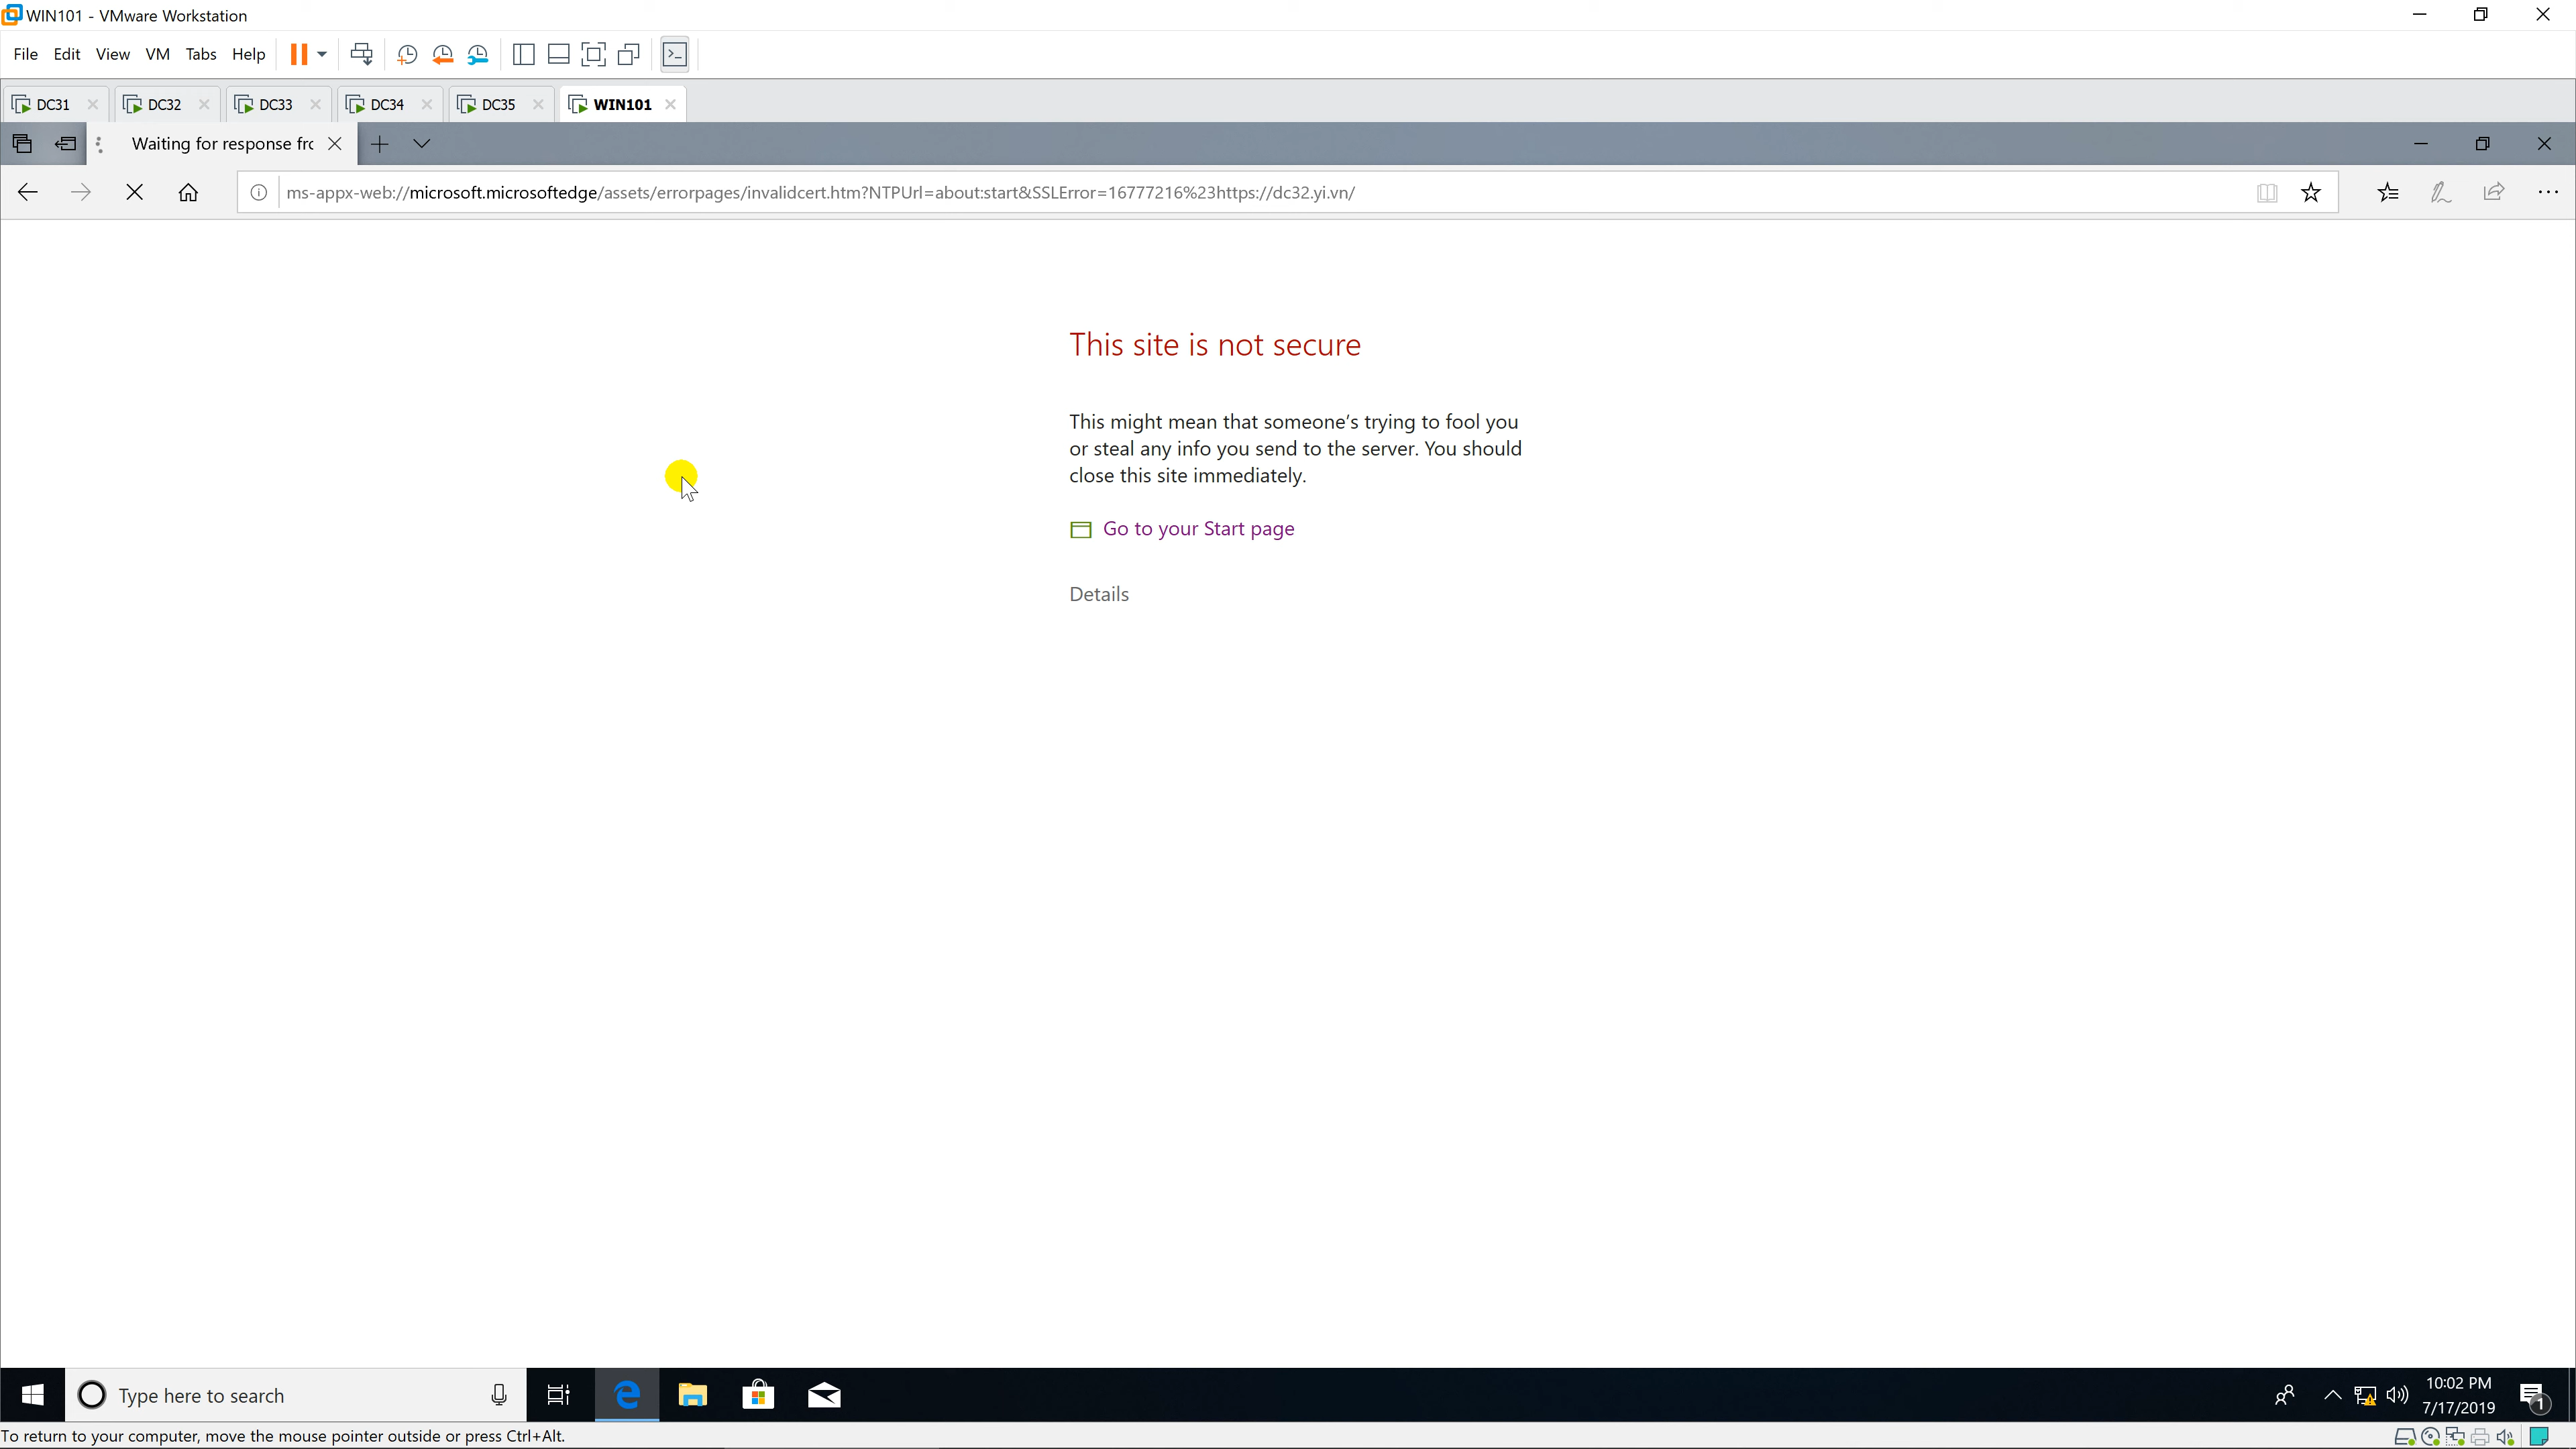 WIN101 - VMware Workstation
File Edit View VM Tabs Help
DC31 DC32 DC33 DC34 DC35 WIN101
Waiting for response frc
ms-appx-web://microsoft.microsoftedge/assets/errorpages/invalidcert.htm?NTPUrl=about:start&SSLError=16777216%23https://dc32.yi.vn/
This site is not secure
This might mean that someone's trying to fool you
or steal any info you send to the server. You should
close this site immediately.
Go to your Start page
Details
Type here to search
10:02 PM
7/17/2019
1
To return to your computer, move the mouse pointer outside or press Ctrl+Alt.